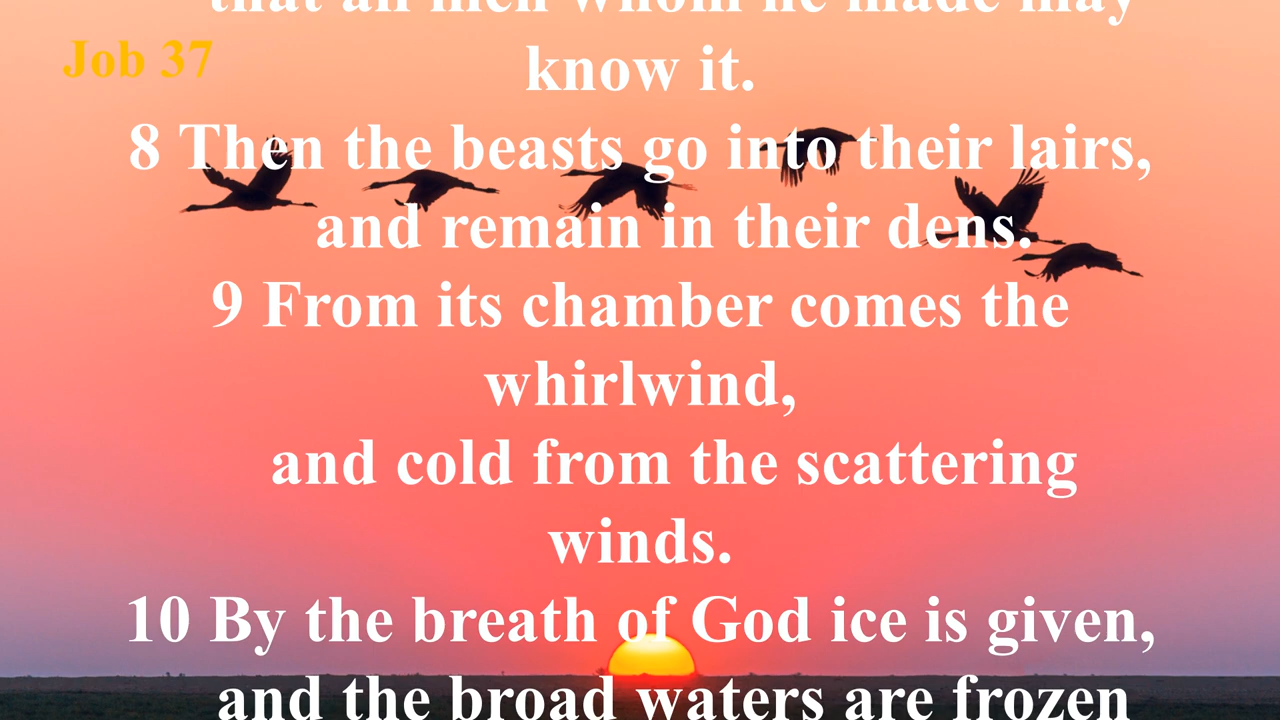 that all men whom he made may
Job 37
know it.
8 Then the beasts go into their lairs,
and remain in their dens.
9 From its chamber comes the
whirlwind,
and cold from the scattering
winds.
10 By the breath of God ice is given,
and the broad waters are frozen